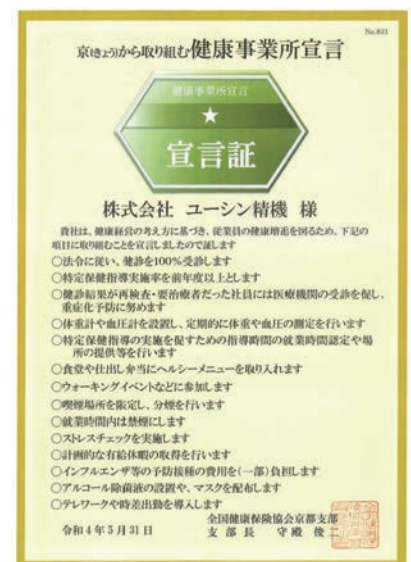 No.801
京(きょう)から取り組む健康事業所宣言
健康事業所宣言
★
宣言証
株式会社 ユーシン精機 様
貴社は、健康経営の考え方に基づき、従業員の健康増進を図るため、下記の
項目に取り組むことを宣言しましたので証します
○法令に従い、健診を100%受診します
○特定保健指導実施率を前年度以上とします
○健診結果が再検査・要治療者だった社員には医療機関の受診を促し、
重症化予防に努めます
○体重計や血圧計を設置し、定期的に体重や血圧の測定を行います
○特定保健指導の実施を促すための指導時間の就業時間認定や場
所の提供等を行います
○食堂や仕出し弁当にヘルシーメニューを取り入れます
○ウォーキングイベントなどに参加します
○喫煙場所を限定し、分煙を行います
○就業時間内は禁煙にします
○ストレスチェックを実施します
○計画的な有給休暇の取得を行います
○インフルエンザ等の予防接種の費用を(一部)負担します
○アルコール除菌液の設置や、マスクを配布します
○テレワークや時差出勤を導入します
令和4年5月31日
全国健康保険協会京都支部
支部長 守殿 俊二